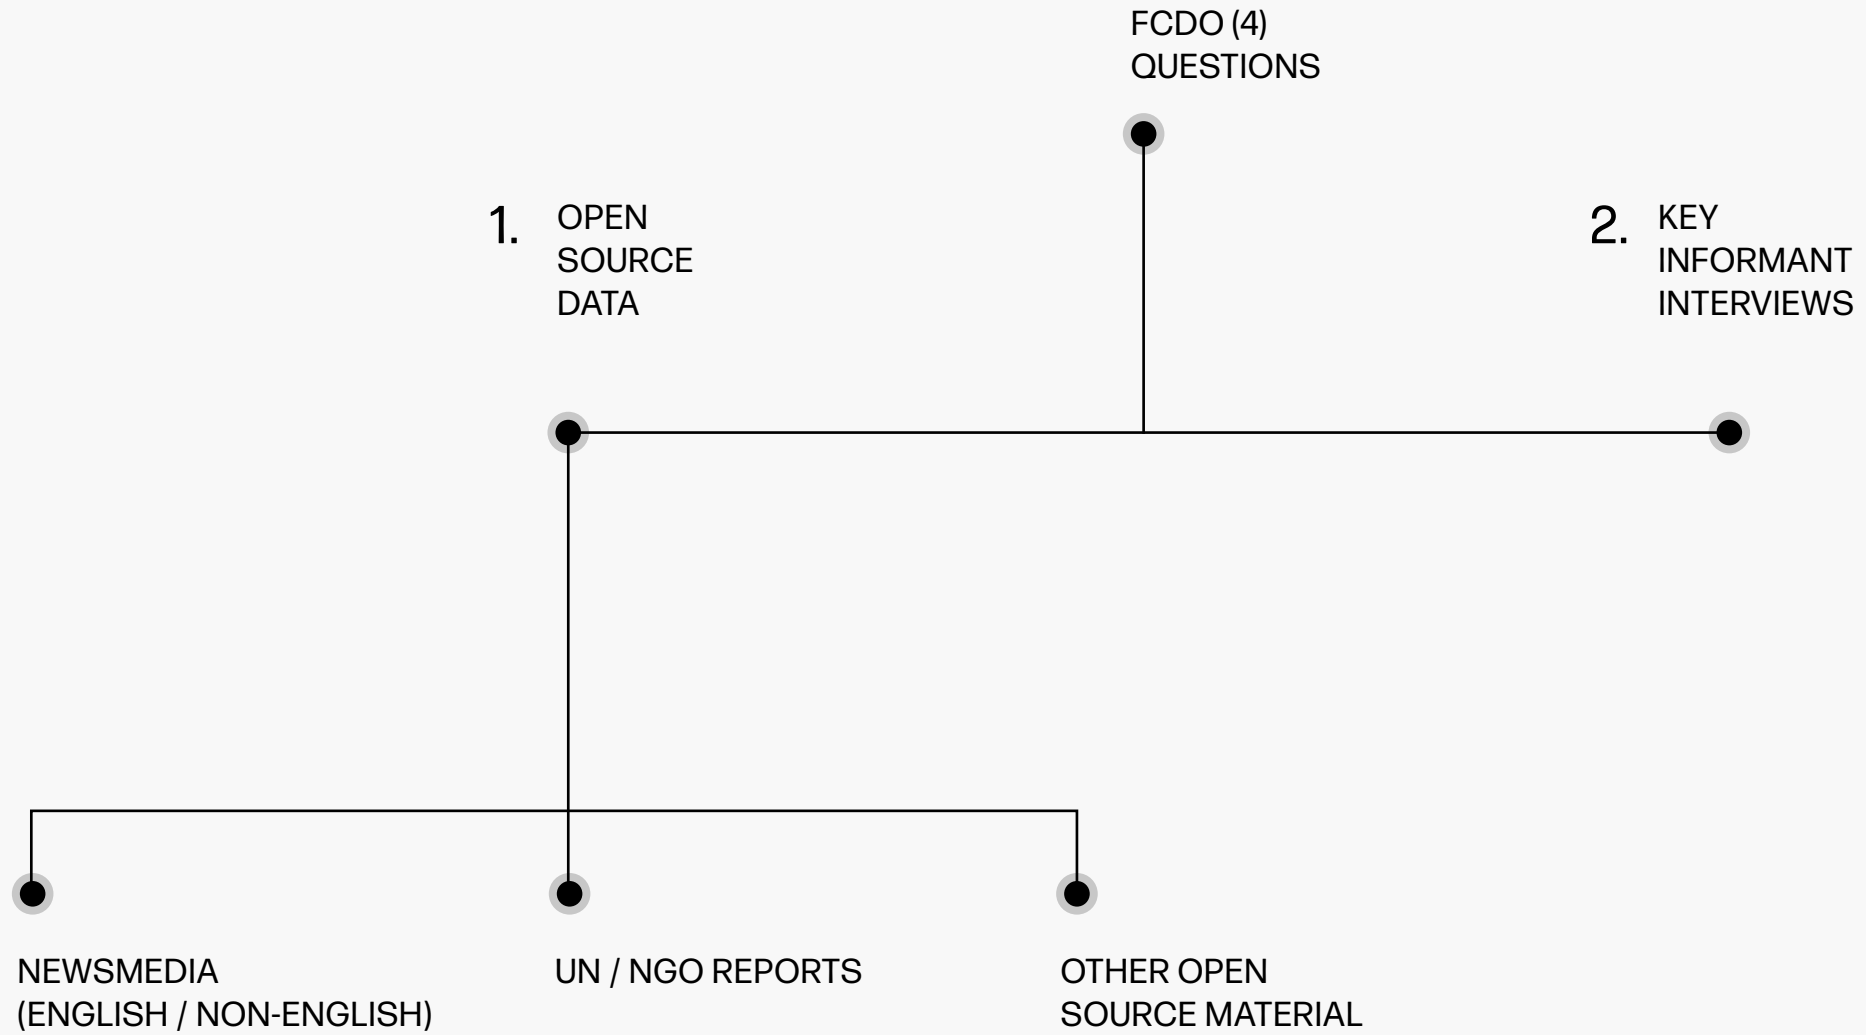 FCDO (4)
QUESTIONS
1.
OPEN
SOURCE
DATA
2.
KEY
INFORMANT
INTERVIEWS
NEWSMEDIA
(ENGLISH / NON-ENGLISH)
UN / NGO REPORTS
OTHER OPEN
SOURCE MATERIAL